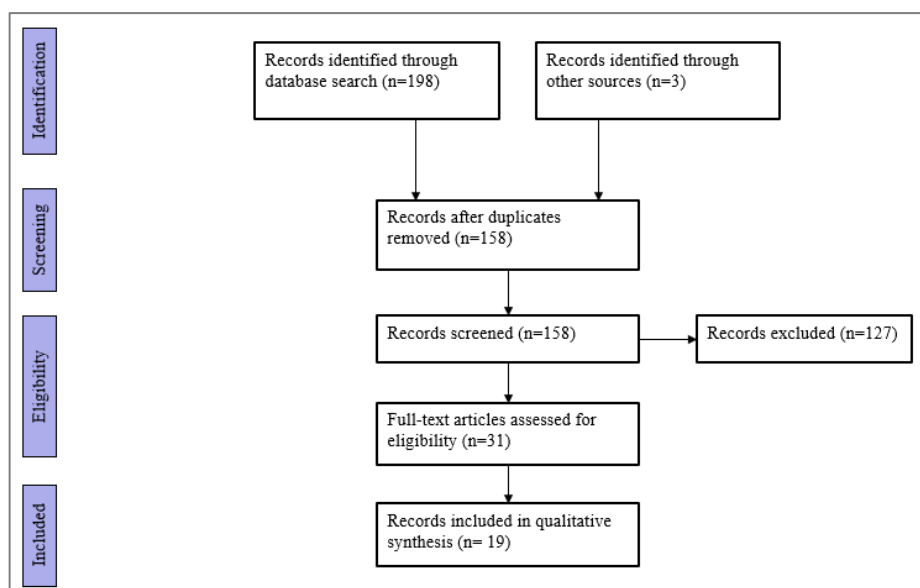 Identification
Records identified through
database search (n=198)
Records identified through
other sources (n=3)
Screening
Records after duplicates
removed (n=158)
Eligibility
Records screened (n=158)
Records excluded (n=127)
Full-text articles assessed for
eligibility (n=31)
Included
Records included in qualitative
synthesis (n= 19)